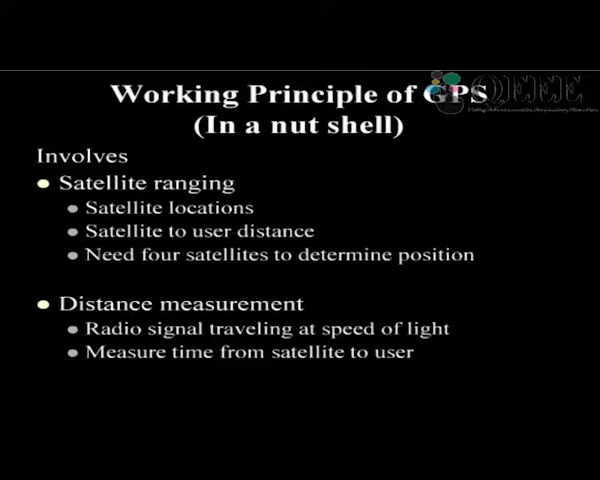 Working Principle of GPS
(In a nut shell)
QEEE
Involves
Satellite ranging
Satellite locations
Satellite to user distance
Need four satellites to determine position
Distance measurement
Radio signal traveling at speed of light
Measure time from satellite to user